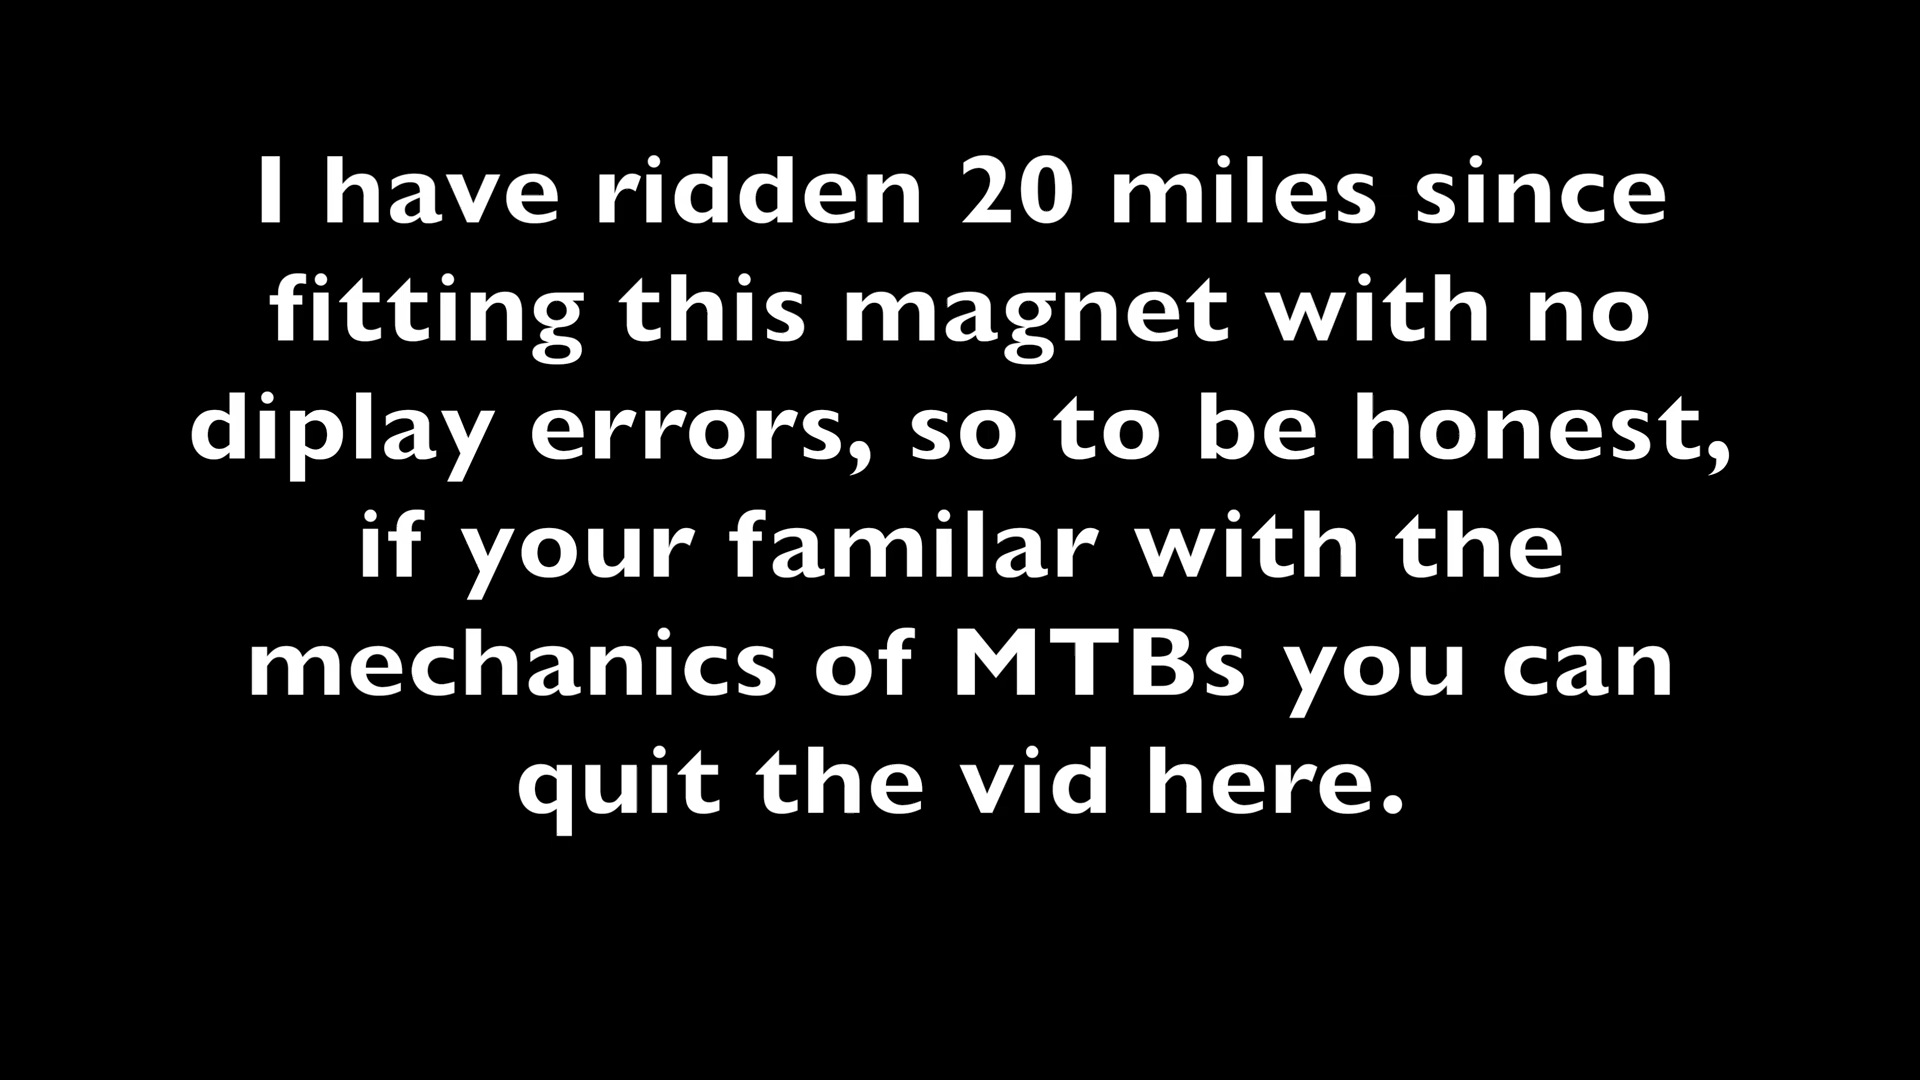 I have ridden 20 miles since
fitting this magnet with no
diplay errors, so to be honest,
if your familar with the
mechanics of MTBs you can
quit the vid here.